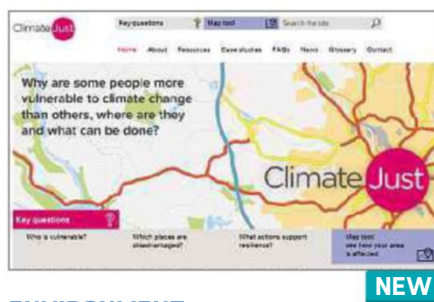 ClimateJust
Key questions
Map tool
Search the site
Home About Resources Case studies FAQs News Glossary Contact
Why are some people more
vulnerable to climate change
than others, where are they
and what can be done?
Climate Just
Key questions
Who is vulnerable?
Which places are
disadvantaged?
What actions support
resilience?
Map tool
see how your area
is affected
NEW